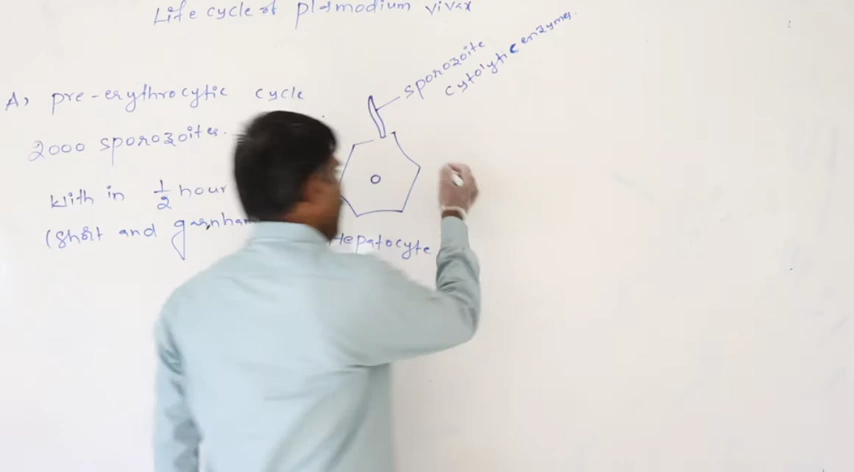 Life cycle of plasmodium vivax
A) pre-erythrocytic cycle
2000 sporozoites.
with in 1/2 hour
(Short and garnham
sporozoite
cytolytic enzymes.
Hepatocyte